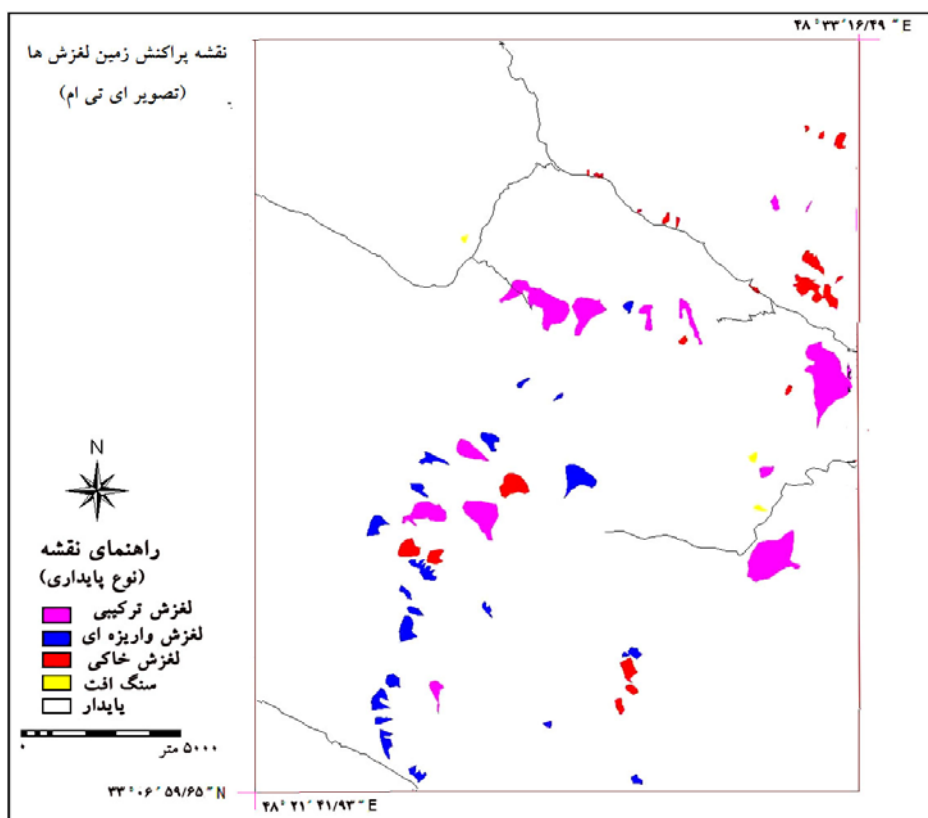 ۴۸ °۳۳ ′۱۶/۴۹ ″ E
نقشه پراکنش زمین لغزش ها
(تصویر ای تی ام)
N
راهنمای نقشه
(نوع پایداری)
لغزش ترکیبی
لغزش واریزه ای
لغزش خاکی
سنگ افت
پایدار
۰ ۵۰۰۰ متر
۳۳ °۰۶ ′۵۹/۶۵ ″ N
۴۸ ° ۲۱ ′۴۱/۹۳ ″ E